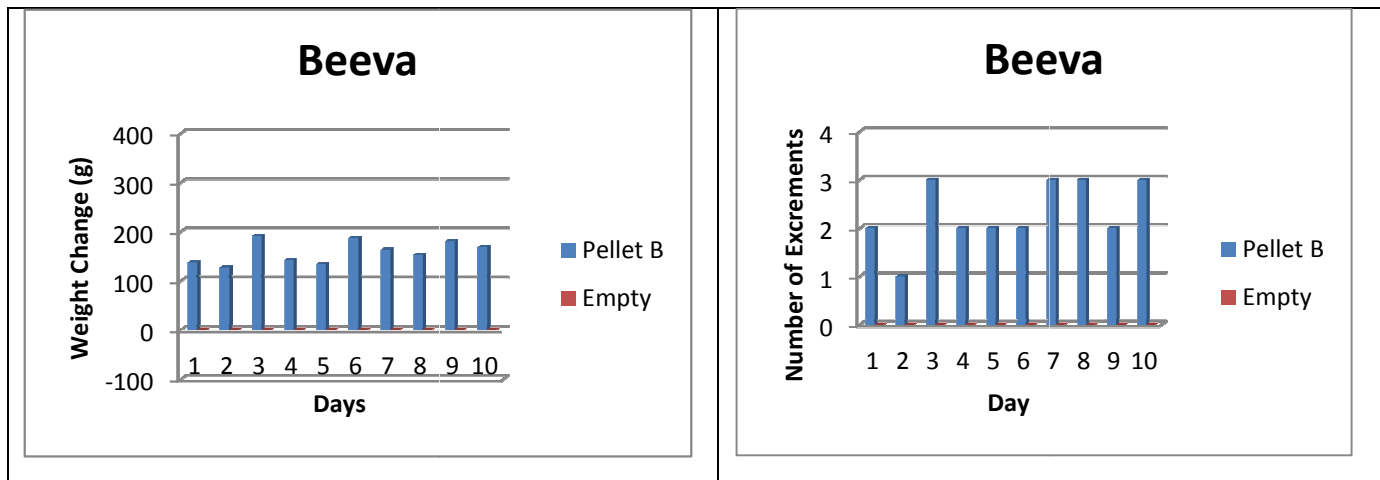 Beeva
400
300
200
100
0
-100
Weight Change (g)
1 2 3 4 5 6 7 8 9 10
Days
Pellet B
Empty
Beeva
4
3
2
1
0
Number of Excrements
1 2 3 4 5 6 7 8 9 10
Day
Pellet B
Empty